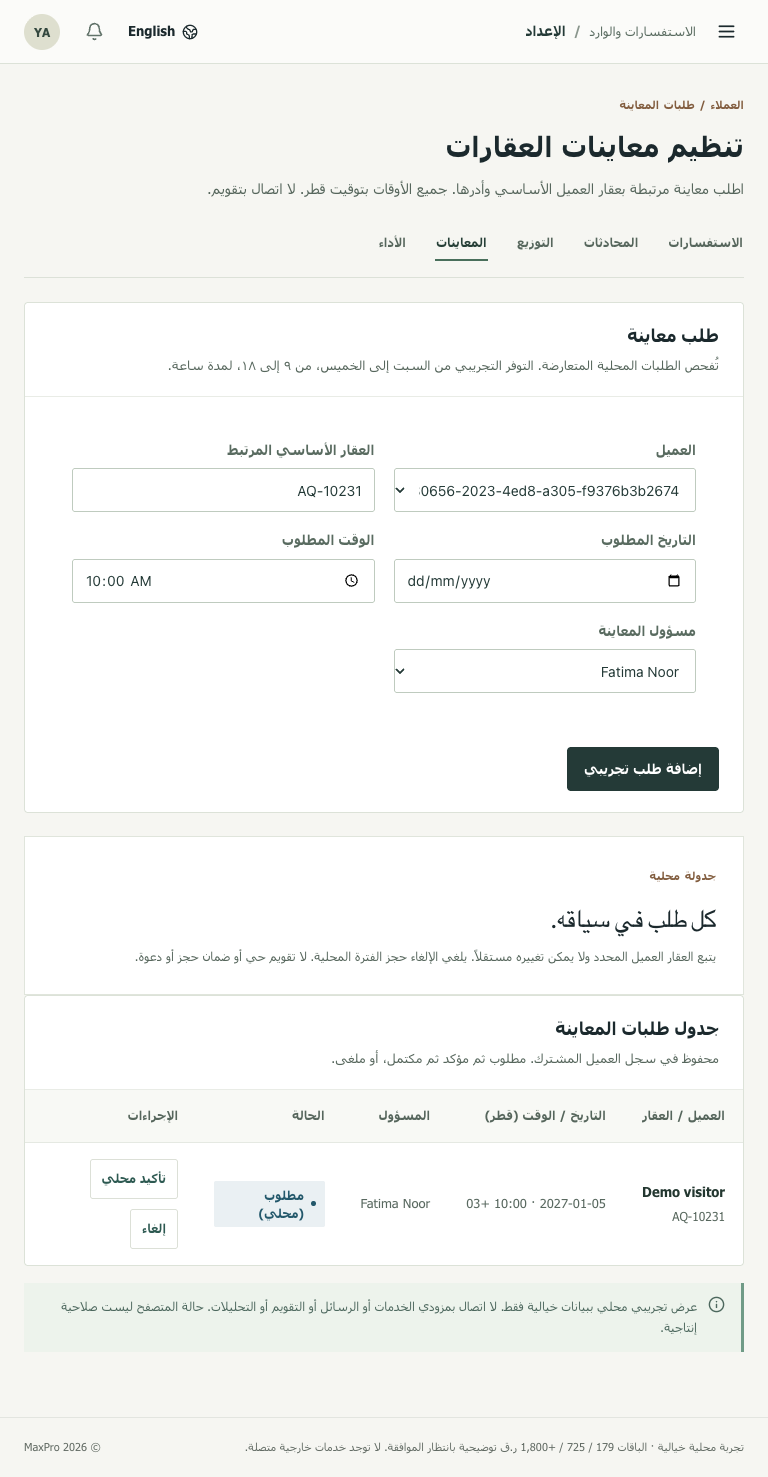 الاستفسارات والوارد / الإعداد
English
YA
العملاء / طلبات المعاينة
تنظيم معاينات العقارات
اطلب معاينة مرتبطة بعقار العميل الأساسي وأدرها. جميع الأوقات بتوقيت قطر. لا اتصال بتقويم.
الاستفسارات
المحادثات
التوزيع
المعاينات
الأداء
طلب معاينة
تُفحص الطلبات المحلية المتعارضة. التوفر التجريبي من السبت إلى الخميس، من ٩ إلى ١٨، لمدة ساعة.
العميل
العقار الأساسي المرتبط
0656-2023-4ed8-a305-f9376b3b2674
AQ-10231
التاريخ المطلوب
الوقت المطلوب
dd/mm/yyyy
10:00 AM
مسؤول المعاينة
Fatima Noor
إضافة طلب تجريبي
جدولة محلية
كل طلب في سياقه.
يتبع العقار العميل المحدد ولا يمكن تغييره مستقلاً. يلغي الإلغاء حجز الفترة المحلية. لا تقويم حي أو ضمان حجز أو دعوة.
جدول طلبات المعاينة
محفوظ في سجل العميل المشترك. مطلوب ثم مؤكد ثم مكتمل، أو ملغى.
العميل / العقار
التاريخ / الوقت (قطر)
المسؤول
الحالة
الإجراءات
Demo visitor
AQ-10231
2027-01-05 · 10:00 +03
Fatima Noor
مطلوب
(محلي)
تأكيد محلي
إلغاء
عرض تجريبي محلي ببيانات خيالية فقط. لا اتصال بمزودي الخدمات أو الرسائل أو التقويم أو التحليلات. حالة المتصفح ليست صلاحية
إنتاجية.
تجربة محلية خيالية · الباقات 179 / 725 / +1,800 ر.ق توضيحية بانتظار الموافقة. لا توجد خدمات خارجية متصلة.
© 2026 MaxPro